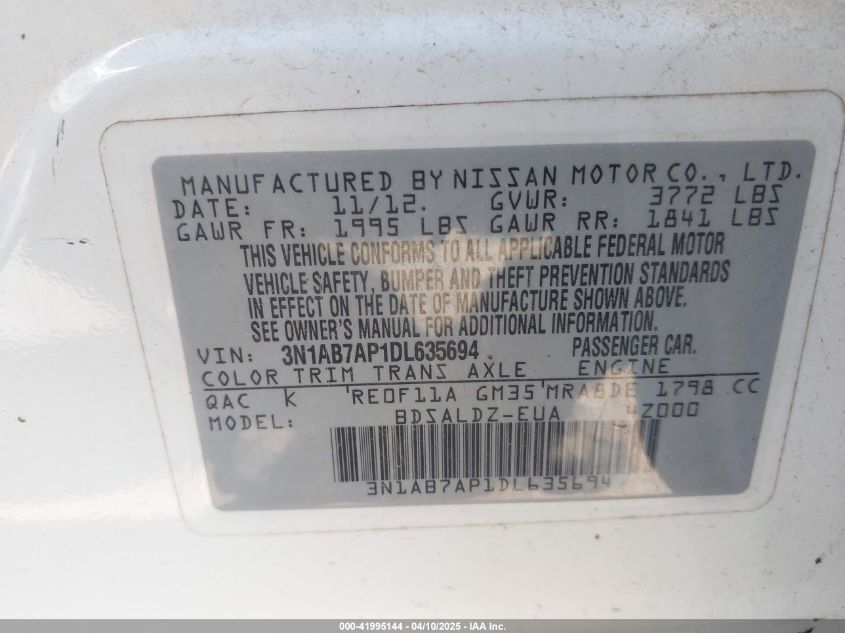 MANUFACTURED BY NISSAN MOTOR CO., LTD.
DATE: 11/12. GVWR: 3772 LBS
GAWR FR: 1995 LBS GAWR RR: 1841 LBS
THIS VEHICLE CONFORMS TO ALL APPLICABLE FEDERAL MOTOR
VEHICLE SAFETY, BUMPER AND THEFT PREVENTION STANDARDS
IN EFFECT ON THE DATE OF MANUFACTURE SHOWN ABOVE.
SEE OWNER'S MANUAL FOR ADDITIONAL INFORMATION.
VIN: 3N1AB7AP1DL635694 PASSENGER CAR.
COLOR TRIM TRANS AXLE ENGINE
QAC K RE0F11A GM35 MRA8DE 1798 CC
MODEL: BDSALDZ-EUA 4Z000
3N1AB7AP1DL635694
000-41995144 - 04/10/2025 - IAA Inc.